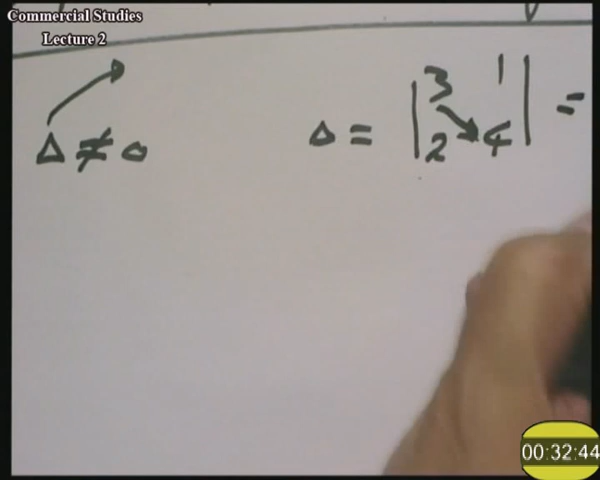 Commercial Studies
Lecture 2
Δ ≠ 0
Δ = | 3 1 | =
| 2 4 |
00:32:44